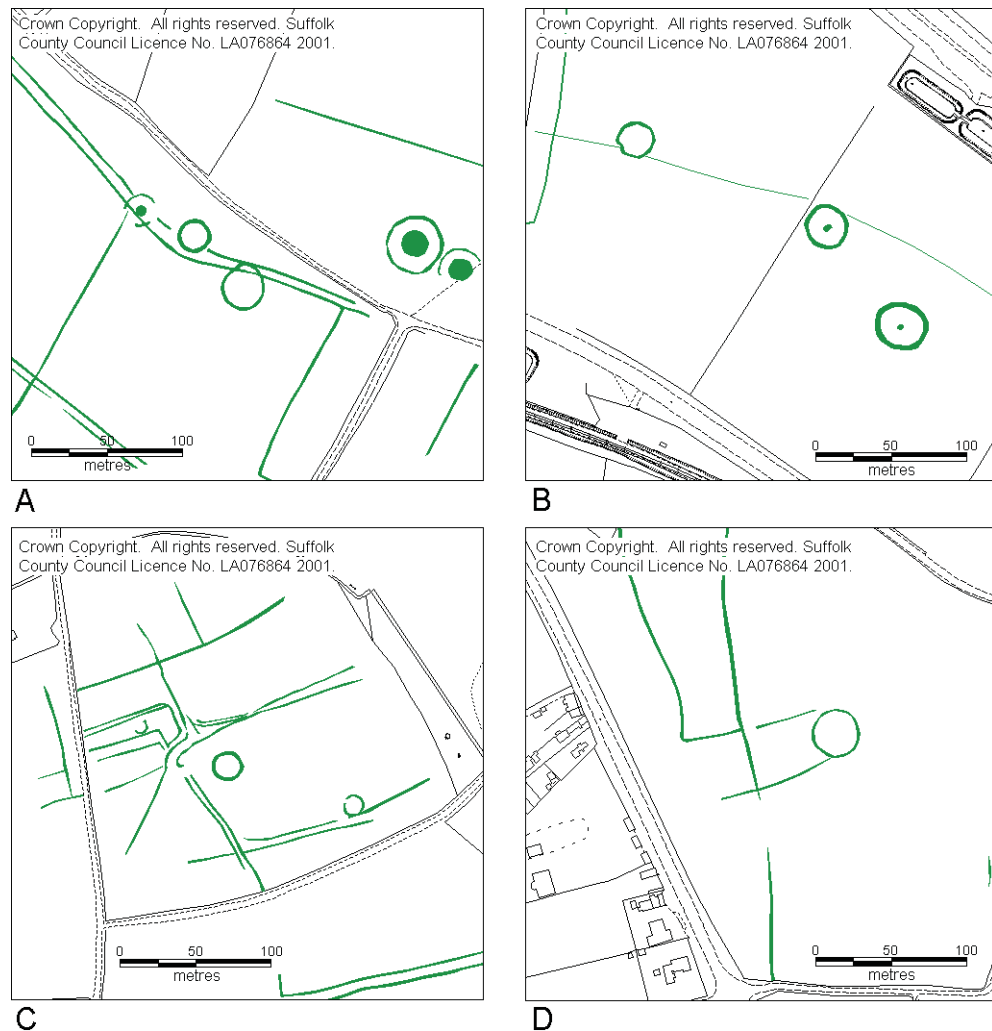 Crown Copyright.  All rights reserved. Suffolk
County Council Licence No. LA076864 2001.
0 50 100
metres
A
Crown Copyright.  All rights reserved. Suffolk
County Council Licence No. LA076864 2001.
0 50 100
metres
B
Crown Copyright.  All rights reserved. Suffolk
County Council Licence No. LA076864 2001.
0 50 100
metres
C
Crown Copyright.  All rights reserved. Suffolk
County Council Licence No. LA076864 2001.
0 50 100
metres
D